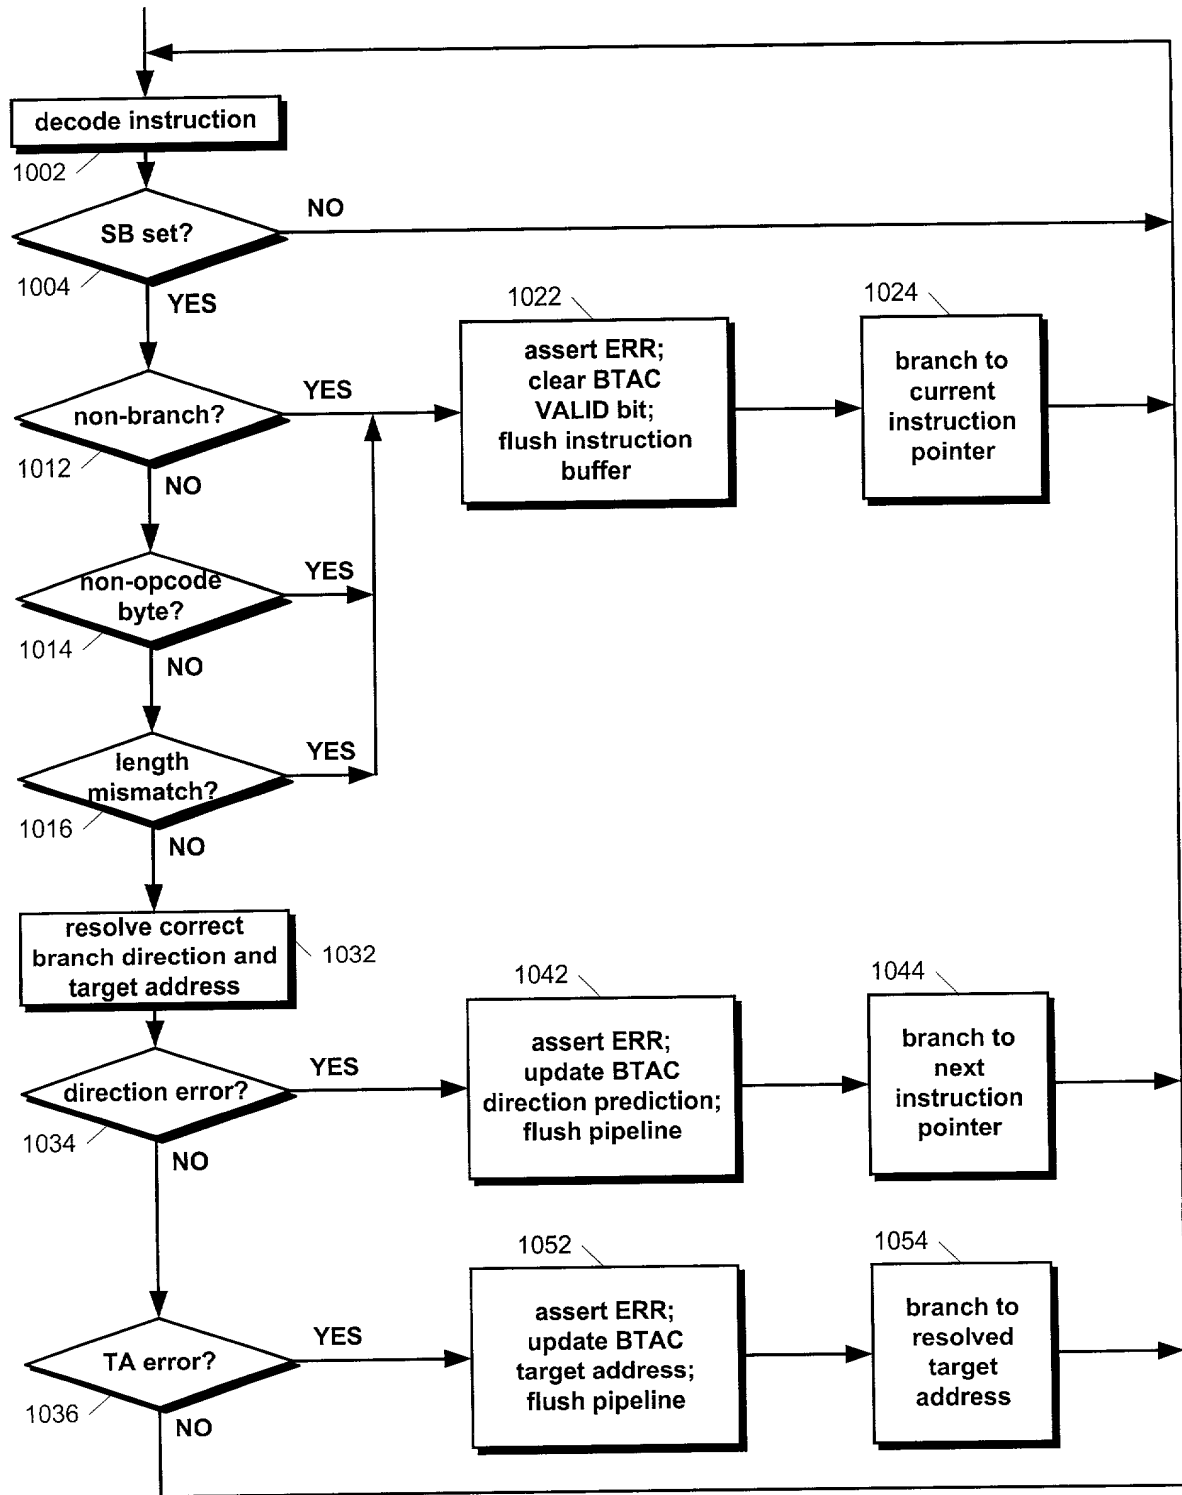 decode instruction
1002
SB set?
NO
1004
YES
non-branch?
YES
1012
NO
1022
assert ERR;
clear BTAC
VALID bit;
flush instruction
buffer
1024
branch to
current
instruction
pointer
non-opcode
byte?
YES
1014
NO
length
mismatch?
YES
1016
NO
resolve correct
branch direction and
target address
1032
direction error?
YES
1034
NO
1042
assert ERR;
update BTAC
direction prediction;
flush pipeline
1044
branch to
next
instruction
pointer
TA error?
YES
1036
NO
1052
assert ERR;
update BTAC
target address;
flush pipeline
1054
branch to
resolved
target
address